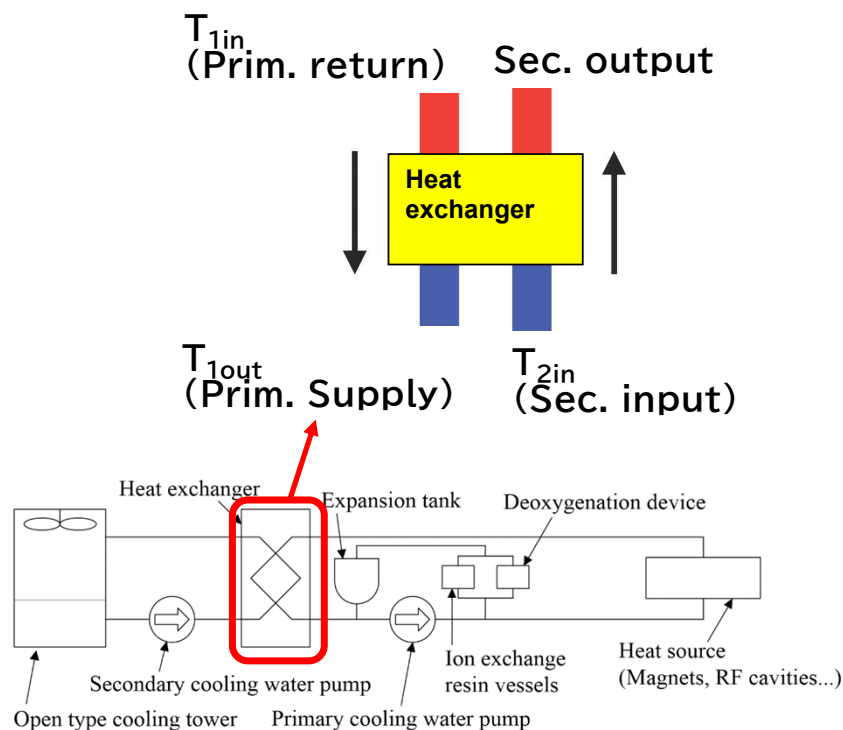 T1in
(Prim. return)
Sec. output
Heat
exchanger
T1out
(Prim. Supply)
T2in
(Sec. input)
Heat exchanger
Expansion tank
Deoxygenation device
Secondary cooling water pump
Ion exchange
resin vessels
Heat source
(Magnets, RF cavities...)
Open type cooling tower
Primary cooling water pump